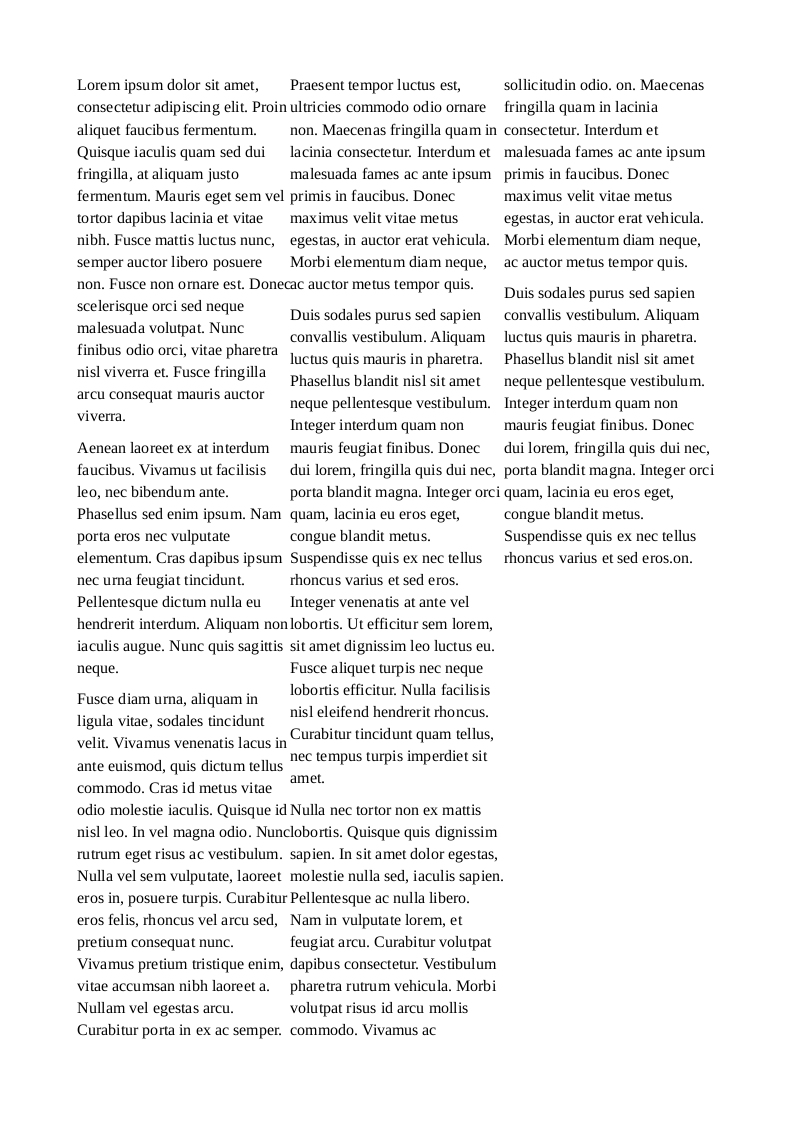 Lorem ipsum dolor sit amet,
consectetur adipiscing elit. Proin
aliquet faucibus fermentum.
Quisque iaculis quam sed dui
fringilla, at aliquam justo
fermentum. Mauris eget sem vel
tortor dapibus lacinia et vitae
nibh. Fusce mattis luctus nunc,
semper auctor libero posuere
non. Fusce non ornare est. Donec
scelerisque orci sed neque
malesuada volutpat. Nunc
finibus odio orci, vitae pharetra
nisl viverra et. Fusce fringilla
arcu consequat mauris auctor
viverra.
Aenean laoreet ex at interdum
faucibus. Vivamus ut facilisis
leo, nec bibendum ante.
Phasellus sed enim ipsum. Nam
porta eros nec vulputate
elementum. Cras dapibus ipsum
nec urna feugiat tincidunt.
Pellentesque dictum nulla eu
hendrerit interdum. Aliquam non
iaculis augue. Nunc quis sagittis
neque.
Fusce diam urna, aliquam in
ligula vitae, sodales tincidunt
velit. Vivamus venenatis lacus in
ante euismod, quis dictum tellus
commodo. Cras id metus vitae
odio molestie iaculis. Quisque id
nisl leo. In vel magna odio. Nunc
rutrum eget risus ac vestibulum.
Nulla vel sem vulputate, laoreet
eros in, posuere turpis. Curabitur
eros felis, rhoncus vel arcu sed,
pretium consequat nunc.
Vivamus pretium tristique enim,
vitae accumsan nibh laoreet a.
Nullam vel egestas arcu.
Curabitur porta in ex ac semper.
Praesent tempor luctus est,
ultricies commodo odio ornare
non. Maecenas fringilla quam in
lacinia consectetur. Interdum et
malesuada fames ac ante ipsum
primis in faucibus. Donec
maximus velit vitae metus
egestas, in auctor erat vehicula.
Morbi elementum diam neque,
ac auctor metus tempor quis.
Duis sodales purus sed sapien
convallis vestibulum. Aliquam
luctus quis mauris in pharetra.
Phasellus blandit nisl sit amet
neque pellentesque vestibulum.
Integer interdum quam non
mauris feugiat finibus. Donec
dui lorem, fringilla quis dui nec,
porta blandit magna. Integer orci
quam, lacinia eu eros eget,
congue blandit metus.
Suspendisse quis ex nec tellus
rhoncus varius et sed eros.
Integer venenatis at ante vel
lobortis. Ut efficitur sem lorem,
sit amet dignissim leo luctus eu.
Fusce aliquet turpis nec neque
lobortis efficitur. Nulla facilisis
nisl eleifend hendrerit rhoncus.
Curabitur tincidunt quam tellus,
nec tempus turpis imperdiet sit
amet.
Nulla nec tortor non ex mattis
lobortis. Quisque quis dignissim
sapien. In sit amet dolor egestas,
molestie nulla sed, iaculis sapien.
Pellentesque ac nulla libero.
Nam in vulputate lorem, et
feugiat arcu. Curabitur volutpat
dapibus consectetur. Vestibulum
pharetra rutrum vehicula. Morbi
volutpat risus id arcu mollis
commodo. Vivamus ac
sollicitudin odio. on. Maecenas
fringilla quam in lacinia
consectetur. Interdum et
malesuada fames ac ante ipsum
primis in faucibus. Donec
maximus velit vitae metus
egestas, in auctor erat vehicula.
Morbi elementum diam neque,
ac auctor metus tempor quis.
Duis sodales purus sed sapien
convallis vestibulum. Aliquam
luctus quis mauris in pharetra.
Phasellus blandit nisl sit amet
neque pellentesque vestibulum.
Integer interdum quam non
mauris feugiat finibus. Donec
dui lorem, fringilla quis dui nec,
porta blandit magna. Integer orci
quam, lacinia eu eros eget,
congue blandit metus.
Suspendisse quis ex nec tellus
rhoncus varius et sed eros.on.